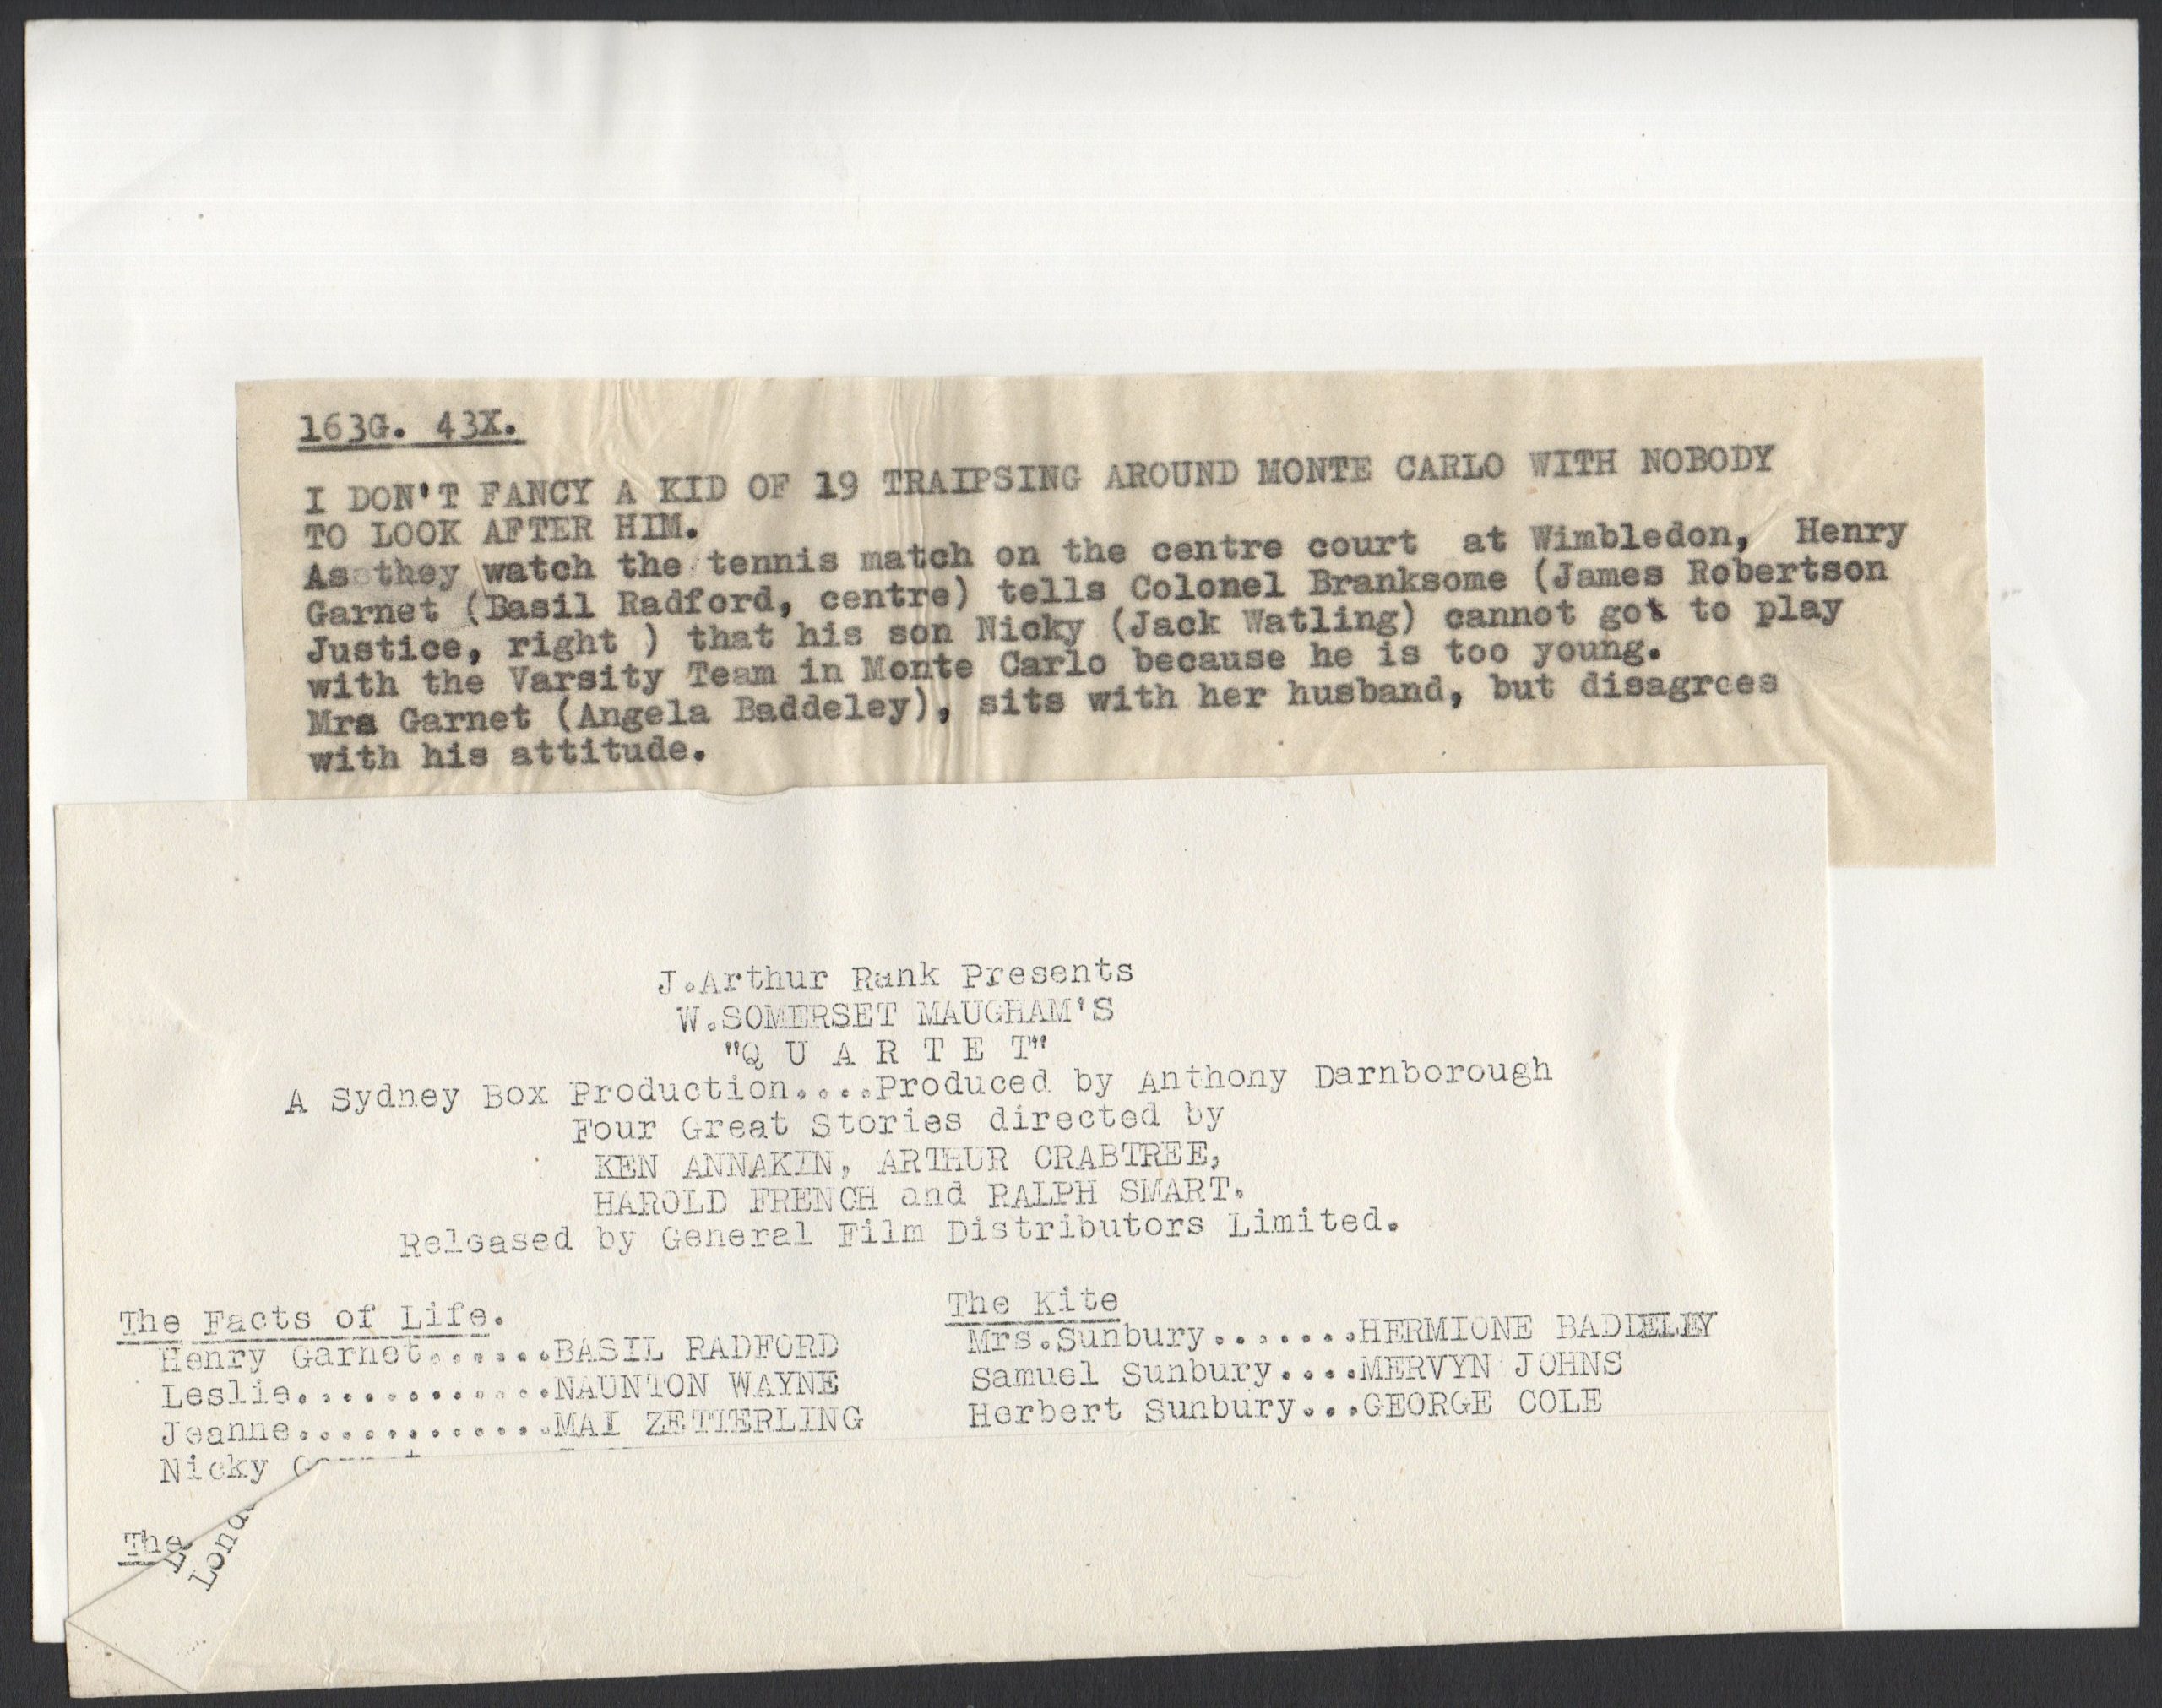 163G. 43X.
I DON'T FANCY A KID OF 19 TRAIPSING AROUND MONTE CARLO WITH NOBODY
TO LOOK AFTER HIM.
As they watch the tennis match on the centre court at Wimbledon, Henry
Garnet (Basil Radford, centre) tells Colonel Branksome (James Robertson
Justice, right ) that his son Nicky (Jack Watling) cannot got to play
with the Varsity Team in Monte Carlo because he is too young.
Mrs Garnet (Angela Baddeley), sits with her husband, but disagrees
with his attitude.
J.Arthur Rank Presents
W.SOMERSET MAUGHAM'S
"Q U A R T E T"
A Sydney Box Production....Produced by Anthony Darnborough
Four Great Stories directed by
KEN ANNAKIN, ARTHUR CRABTREE,
HAROLD FRENCH and RALPH SMART.
Released by General Film Distributors Limited.
The Facts of Life.
Henry Garnet.......BASIL RADFORD
Leslie.............NAUNTON WAYNE
Jeanne.............MAI ZETTERLING
Nicky
The
Lond
The Kite
Mrs.Sunbury........HERMIONE BADDELEY
Samuel Sunbury....MERVYN JOHNS
Herbert Sunbury...GEORGE COLE